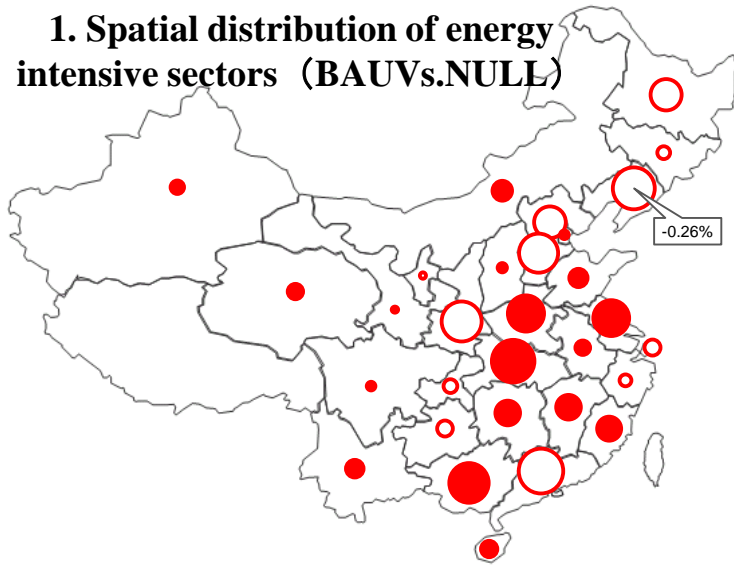 1. Spatial distribution of energy
intensive sectors（BAUVs.NULL）
-0.26%